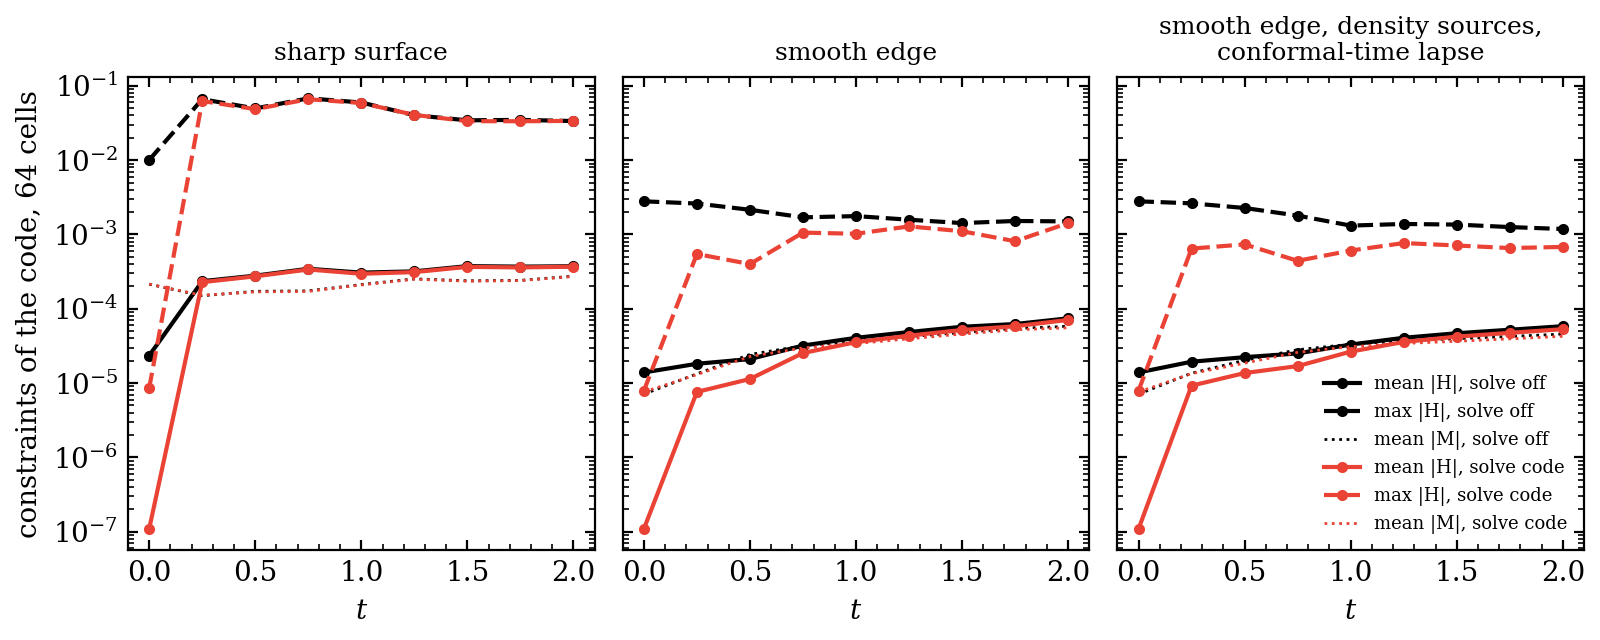 sharp surface
smooth edge
smooth edge, density sources,
conformal-time lapse
constraints of the code, 64 cells
10⁻¹
10⁻²
10⁻³
10⁻⁴
10⁻⁵
10⁻⁶
10⁻⁷
0.0 0.5 1.0 1.5 2.0
t
0.0 0.5 1.0 1.5 2.0
t
0.0 0.5 1.0 1.5 2.0
t
mean |H|, solve off
max |H|, solve off
mean |M|, solve off
mean |H|, solve code
max |H|, solve code
mean |M|, solve code